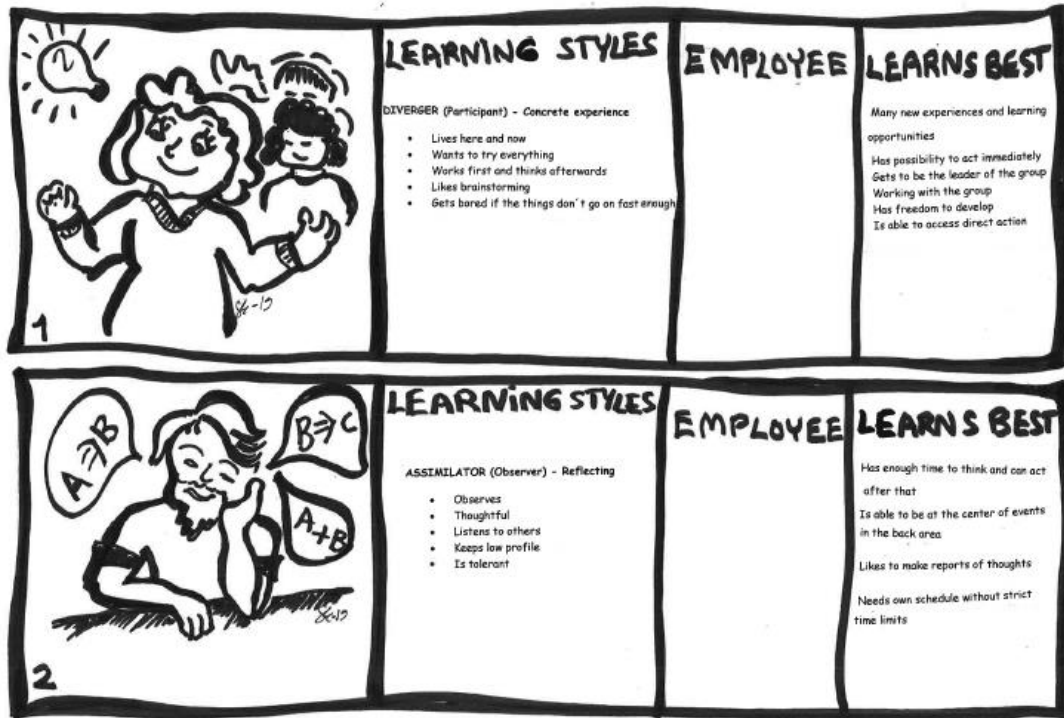 2
LEARNING STYLES
DIVERGER (Participant) - Concrete experience
• Lives here and now
• Wants to try everything
• Works first and thinks afterwards
• Likes brainstorming
• Gets bored if the things don´t go on fast enough
EMPLOYEE
LEARNS BEST
Many new experiences and learning
opportunities
Has possibility to act immediately
Gets to be the leader of the group
Working with the group
Has freedom to develop
Is able to access direct action
1
A⇒B
B⇒C
A+B
2
LEARNiNG STYLES
ASSIMILATOR (Observer) - Reflecting
• Observes
• Thoughtful
• Listens to others
• Keeps low profile
• Is tolerant
EMPLOYEE
LEARNS BEST
Has enough time to think and can act
after that
Is able to be at the center of events
in the back area
Likes to make reports of thoughts
Needs own schedule without strict
time limits